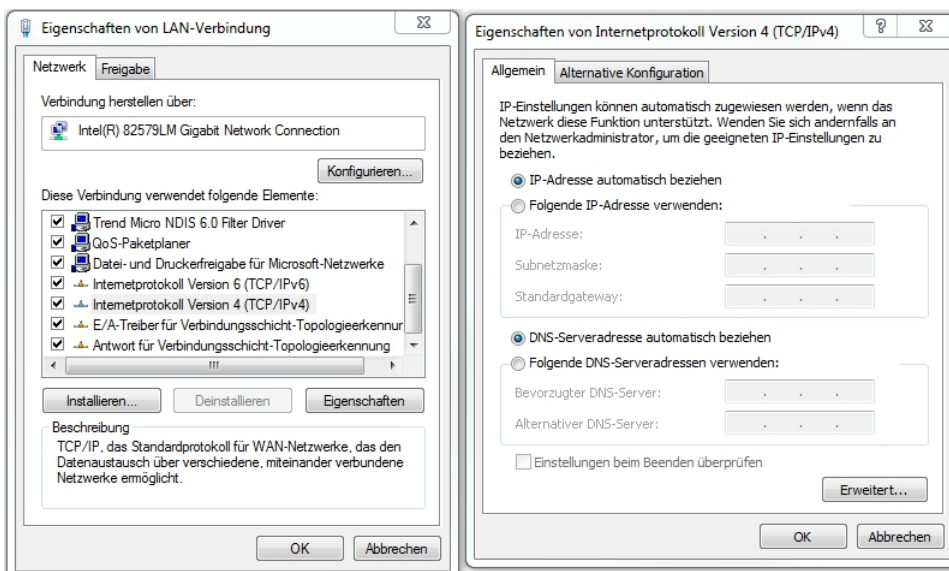 Eigenschaften von LAN-Verbindung
Netzwerk
Freigabe
Verbindung herstellen über:
Intel(R) 82579LM Gigabit Network Connection
Konfigurieren...
Diese Verbindung verwendet folgende Elemente:
Trend Micro NDIS 6.0 Filter Driver
QoS-Paketplaner
Datei- und Druckerfreigabe für Microsoft-Netzwerke
Internetprotokoll Version 6 (TCP/IPv6)
Internetprotokoll Version 4 (TCP/IPv4)
E/A-Treiber für Verbindungsschicht-Topologieerkennur
Antwort für Verbindungsschicht-Topologieerkennung
Installieren...
Deinstallieren
Eigenschaften
Beschreibung
TCP/IP, das Standardprotokoll für WAN-Netzwerke, das den
Datenaustausch über verschiedene, miteinander verbundene
Netzwerke ermöglicht.
OK
Abbrechen
Eigenschaften von Internetprotokoll Version 4 (TCP/IPv4)
Allgemein
Alternative Konfiguration
IP-Einstellungen können automatisch zugewiesen werden, wenn das
Netzwerk diese Funktion unterstützt. Wenden Sie sich andernfalls an
den Netzwerkadministrator, um die geeigneten IP-Einstellungen zu
beziehen.
IP-Adresse automatisch beziehen
Folgende IP-Adresse verwenden:
IP-Adresse:
Subnetzmaske:
Standardgateway:
DNS-Serveradresse automatisch beziehen
Folgende DNS-Serveradressen verwenden:
Bevorzugter DNS-Server:
Alternativer DNS-Server:
Einstellungen beim Beenden überprüfen
Erweitert...
OK
Abbrechen